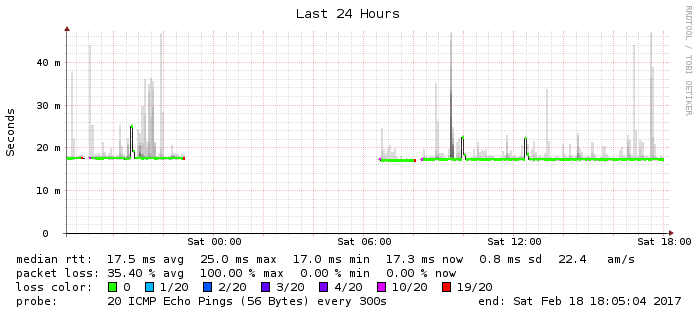 Last 24 Hours
RRDTOOL / TOBI OETIKER
Seconds
40 m
30 m
20 m
10 m
0
Sat 00:00 Sat 06:00 Sat 12:00 Sat 18:00
median rtt: 17.5 ms avg 25.0 ms max 17.0 ms min 17.3 ms now 0.8 ms sd 22.4 am/s
packet loss: 35.40 % avg 100.00 % max 0.00 % min 0.00 % now
loss color: 0 1/20 2/20 3/20 4/20 10/20 19/20
probe: 20 ICMP Echo Pings (56 Bytes) every 300s end: Sat Feb 18 18:05:04 2017